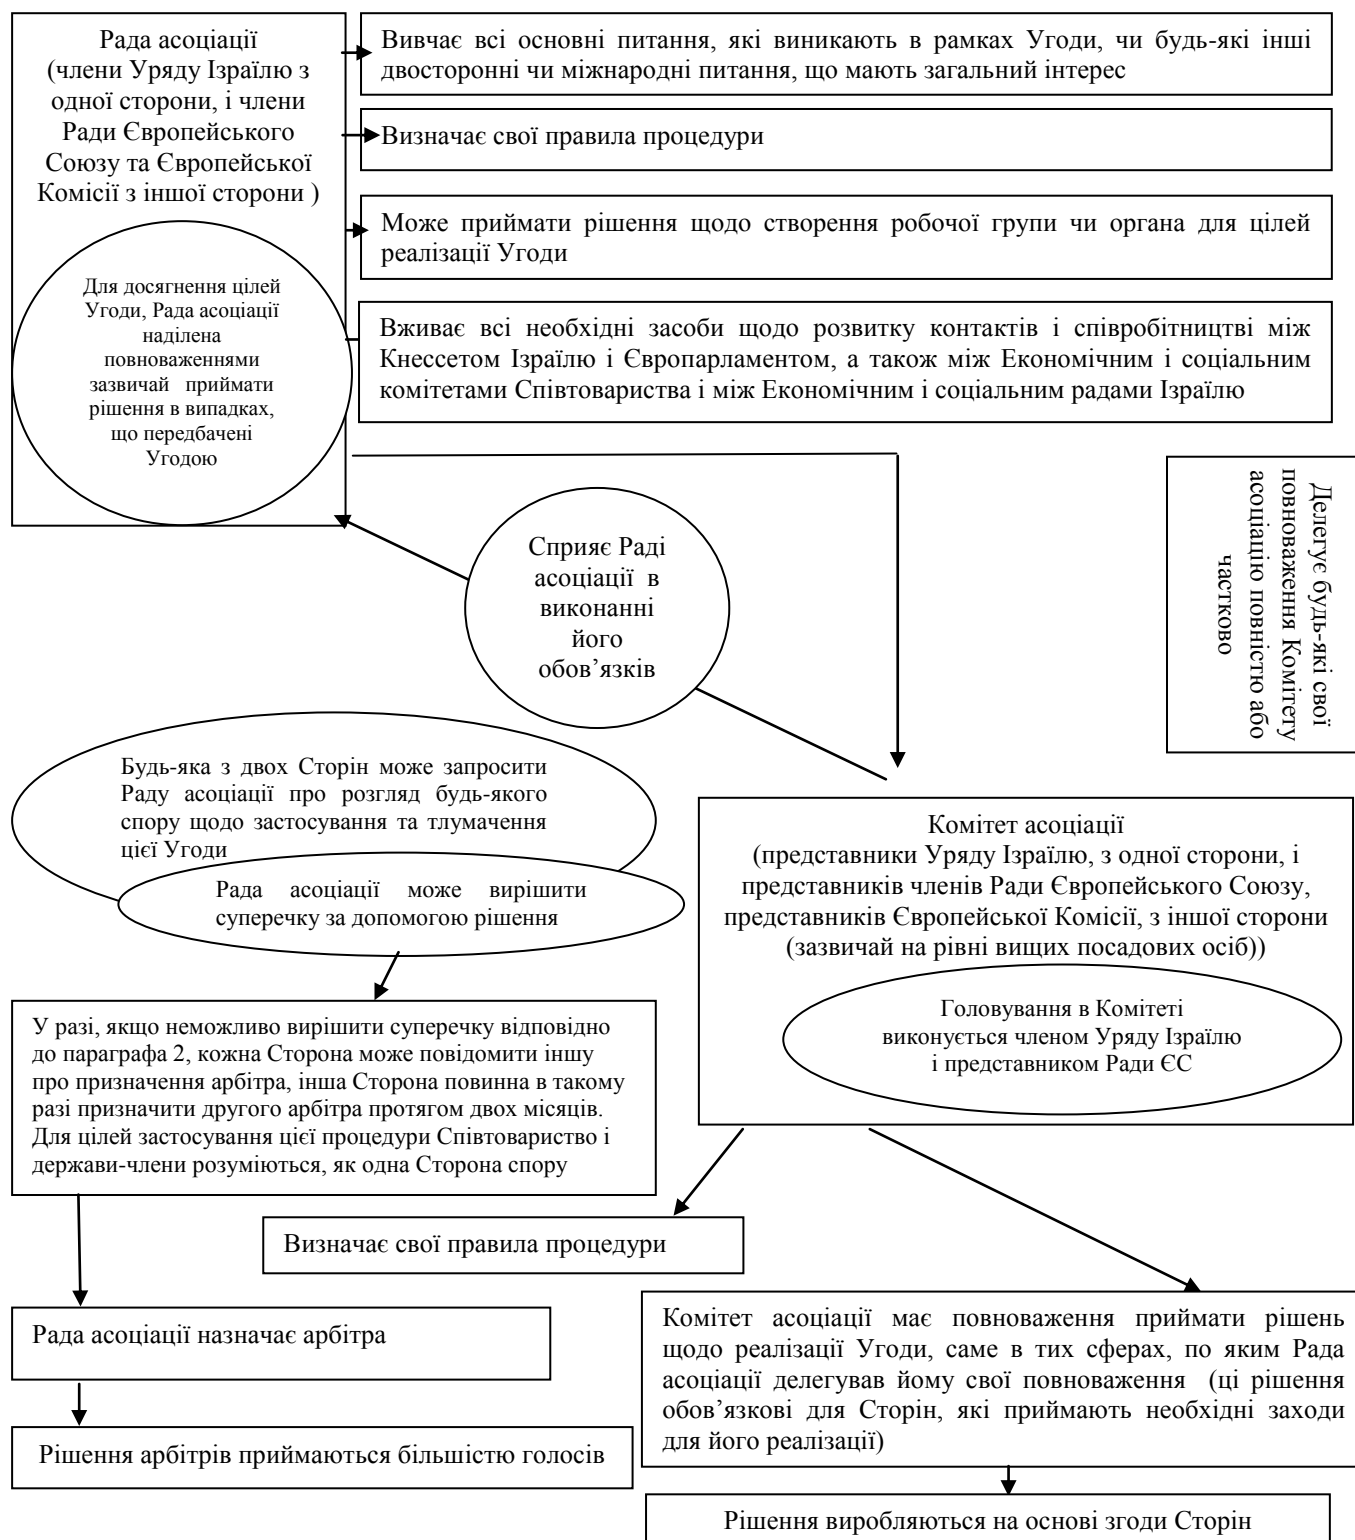 Рада асоціації
(члени Уряду Ізраїлю з
одної сторони, і члени
Ради Європейського
Союзу та Європейської
Комісії з іншої сторони )
Для досягнення цілей
Угоди, Рада асоціації
наділена
повноваженнями
зазвичай приймати
рішення в випадках,
що передбачені
Угодою
Вивчає всі основні питання, які виникають в рамках Угоди, чи будь-які інші
двосторонні чи міжнародні питання, що мають загальний інтерес
Визначає свої правила процедури
Може приймати рішення щодо створення робочої групи чи органа для цілей
реалізації Угоди
Вживає всі необхідні засоби щодо розвитку контактів і співробітництві між
Кнессетом Ізраїлю і Європарламентом, а також між Економічним і соціальним
комітетами Співтовариства і між Економічним і соціальним радами Ізраїлю
Делегує будь-які свої
повноваження Комітету
асоціацію повністю або
частково
Сприяє Раді
асоціації в
виконанні
його
обов’язків
Будь-яка з двох Сторін може запросити
Раду асоціації про розгляд будь-якого
спору щодо застосування та тлумачення
цієї Угоди
Рада асоціації може вирішити
суперечку за допомогою рішення
Комітет асоціації
(представники Уряду Ізраїлю, з одної сторони, і
представників членів Ради Європейського Союзу,
представників Європейської Комісії, з іншої сторони
(зазвичай на рівні вищих посадових осіб))
Головування в Комітеті
виконується членом Уряду Ізраїлю
і представником Ради ЄС
У разі, якщо неможливо вирішити суперечку відповідно
до параграфа 2, кожна Сторона може повідомити іншу
про призначення арбітра, інша Сторона повинна в такому
разі призначити другого арбітра протягом двох місяців.
Для цілей застосування цієї процедури Співтовариство і
держави-члени розуміються, як одна Сторона спору
Визначає свої правила процедури
Рада асоціації назначає арбітра
Рішення арбітрів приймаються більшістю голосів
Комітет асоціації має повноваження приймати рішень
щодо реалізації Угоди, саме в тих сферах, по яким Рада
асоціації делегував йому свої повноваження (ці рішення
обов’язкові для Сторін, які приймають необхідні заходи
для його реалізації)
Рішення виробляються на основі згоди Сторін